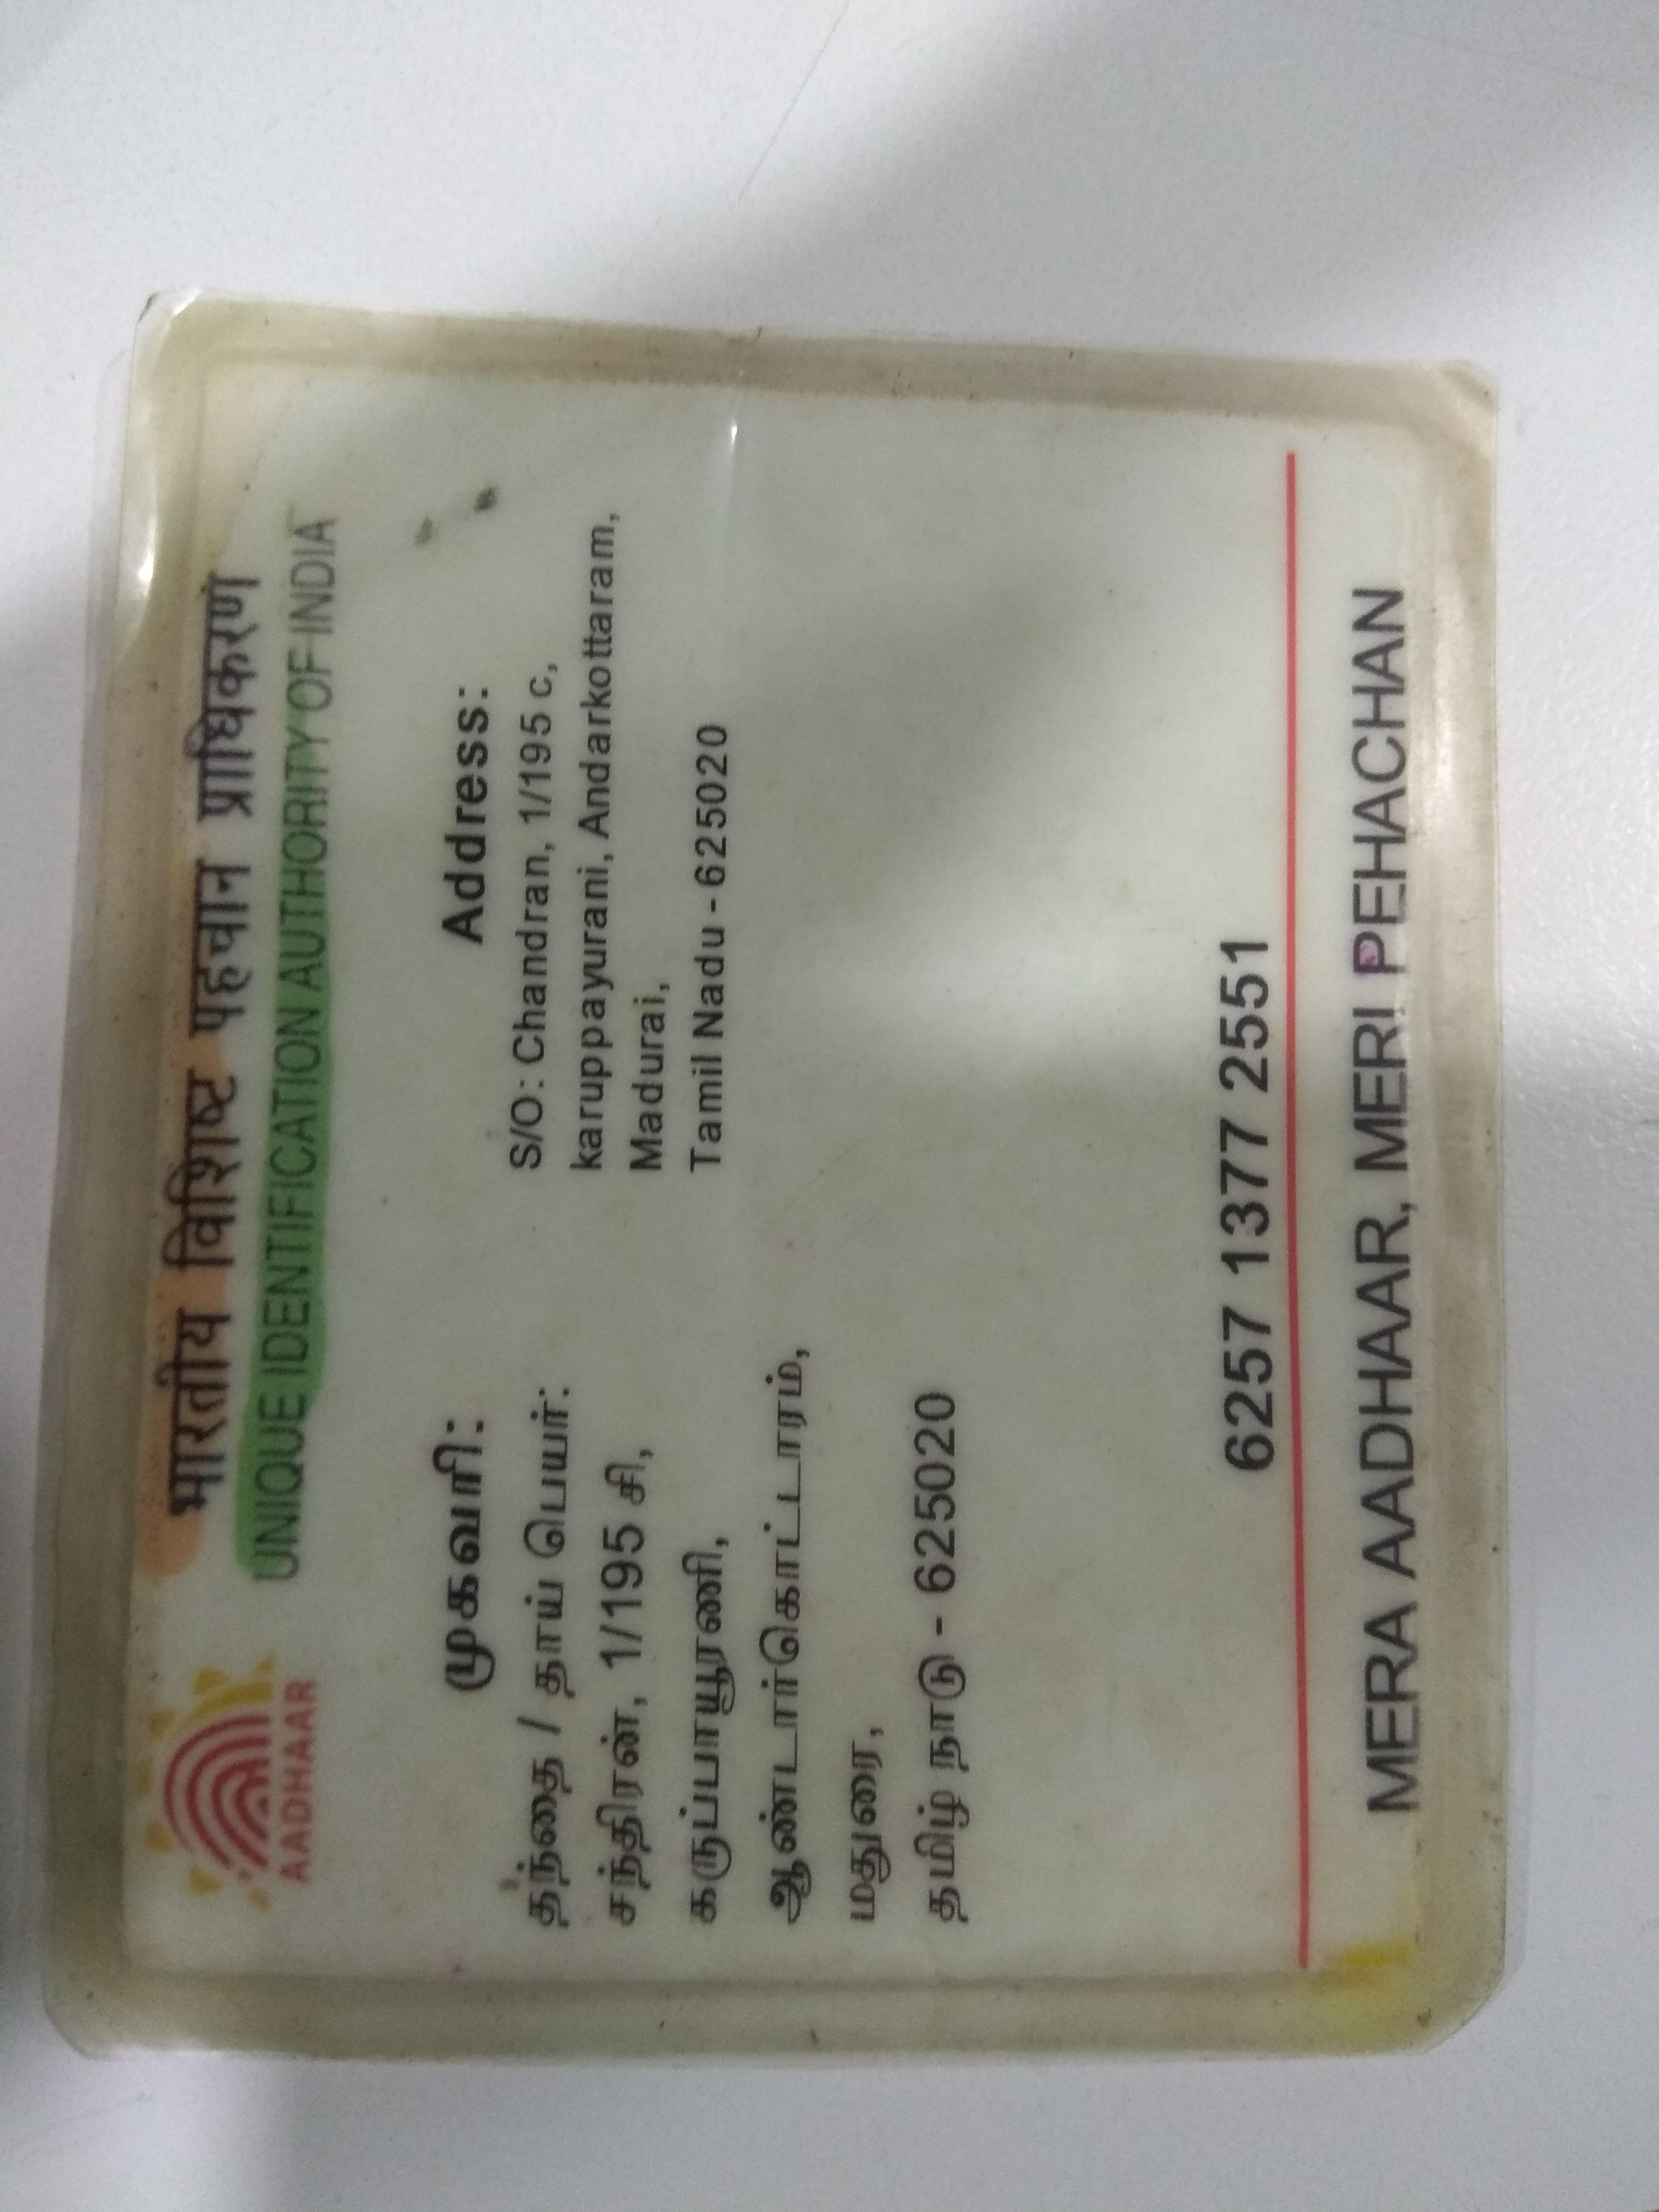 भारतीय विशिष्ट पहचान प्राधिकरण
UNIQUE IDENTIFICATION AUTHORITY OF INDIA
AADHAAR
முகவரி:
தந்தை / தாய் பெயர்:
சந்திரன், 1/195 சி,
கருப்பாயூரணி,
ஆண்டார்கொட்டாரம்,
மதுரை,
தமிழ் நாடு - 625020
Address:
S/O: Chandran, 1/195 c,
karuppayurani, Andarkottaram,
Madurai,
Tamil Nadu - 625020
6257 1377 2551
MERA AADHAAR, MERI PEHACHAN